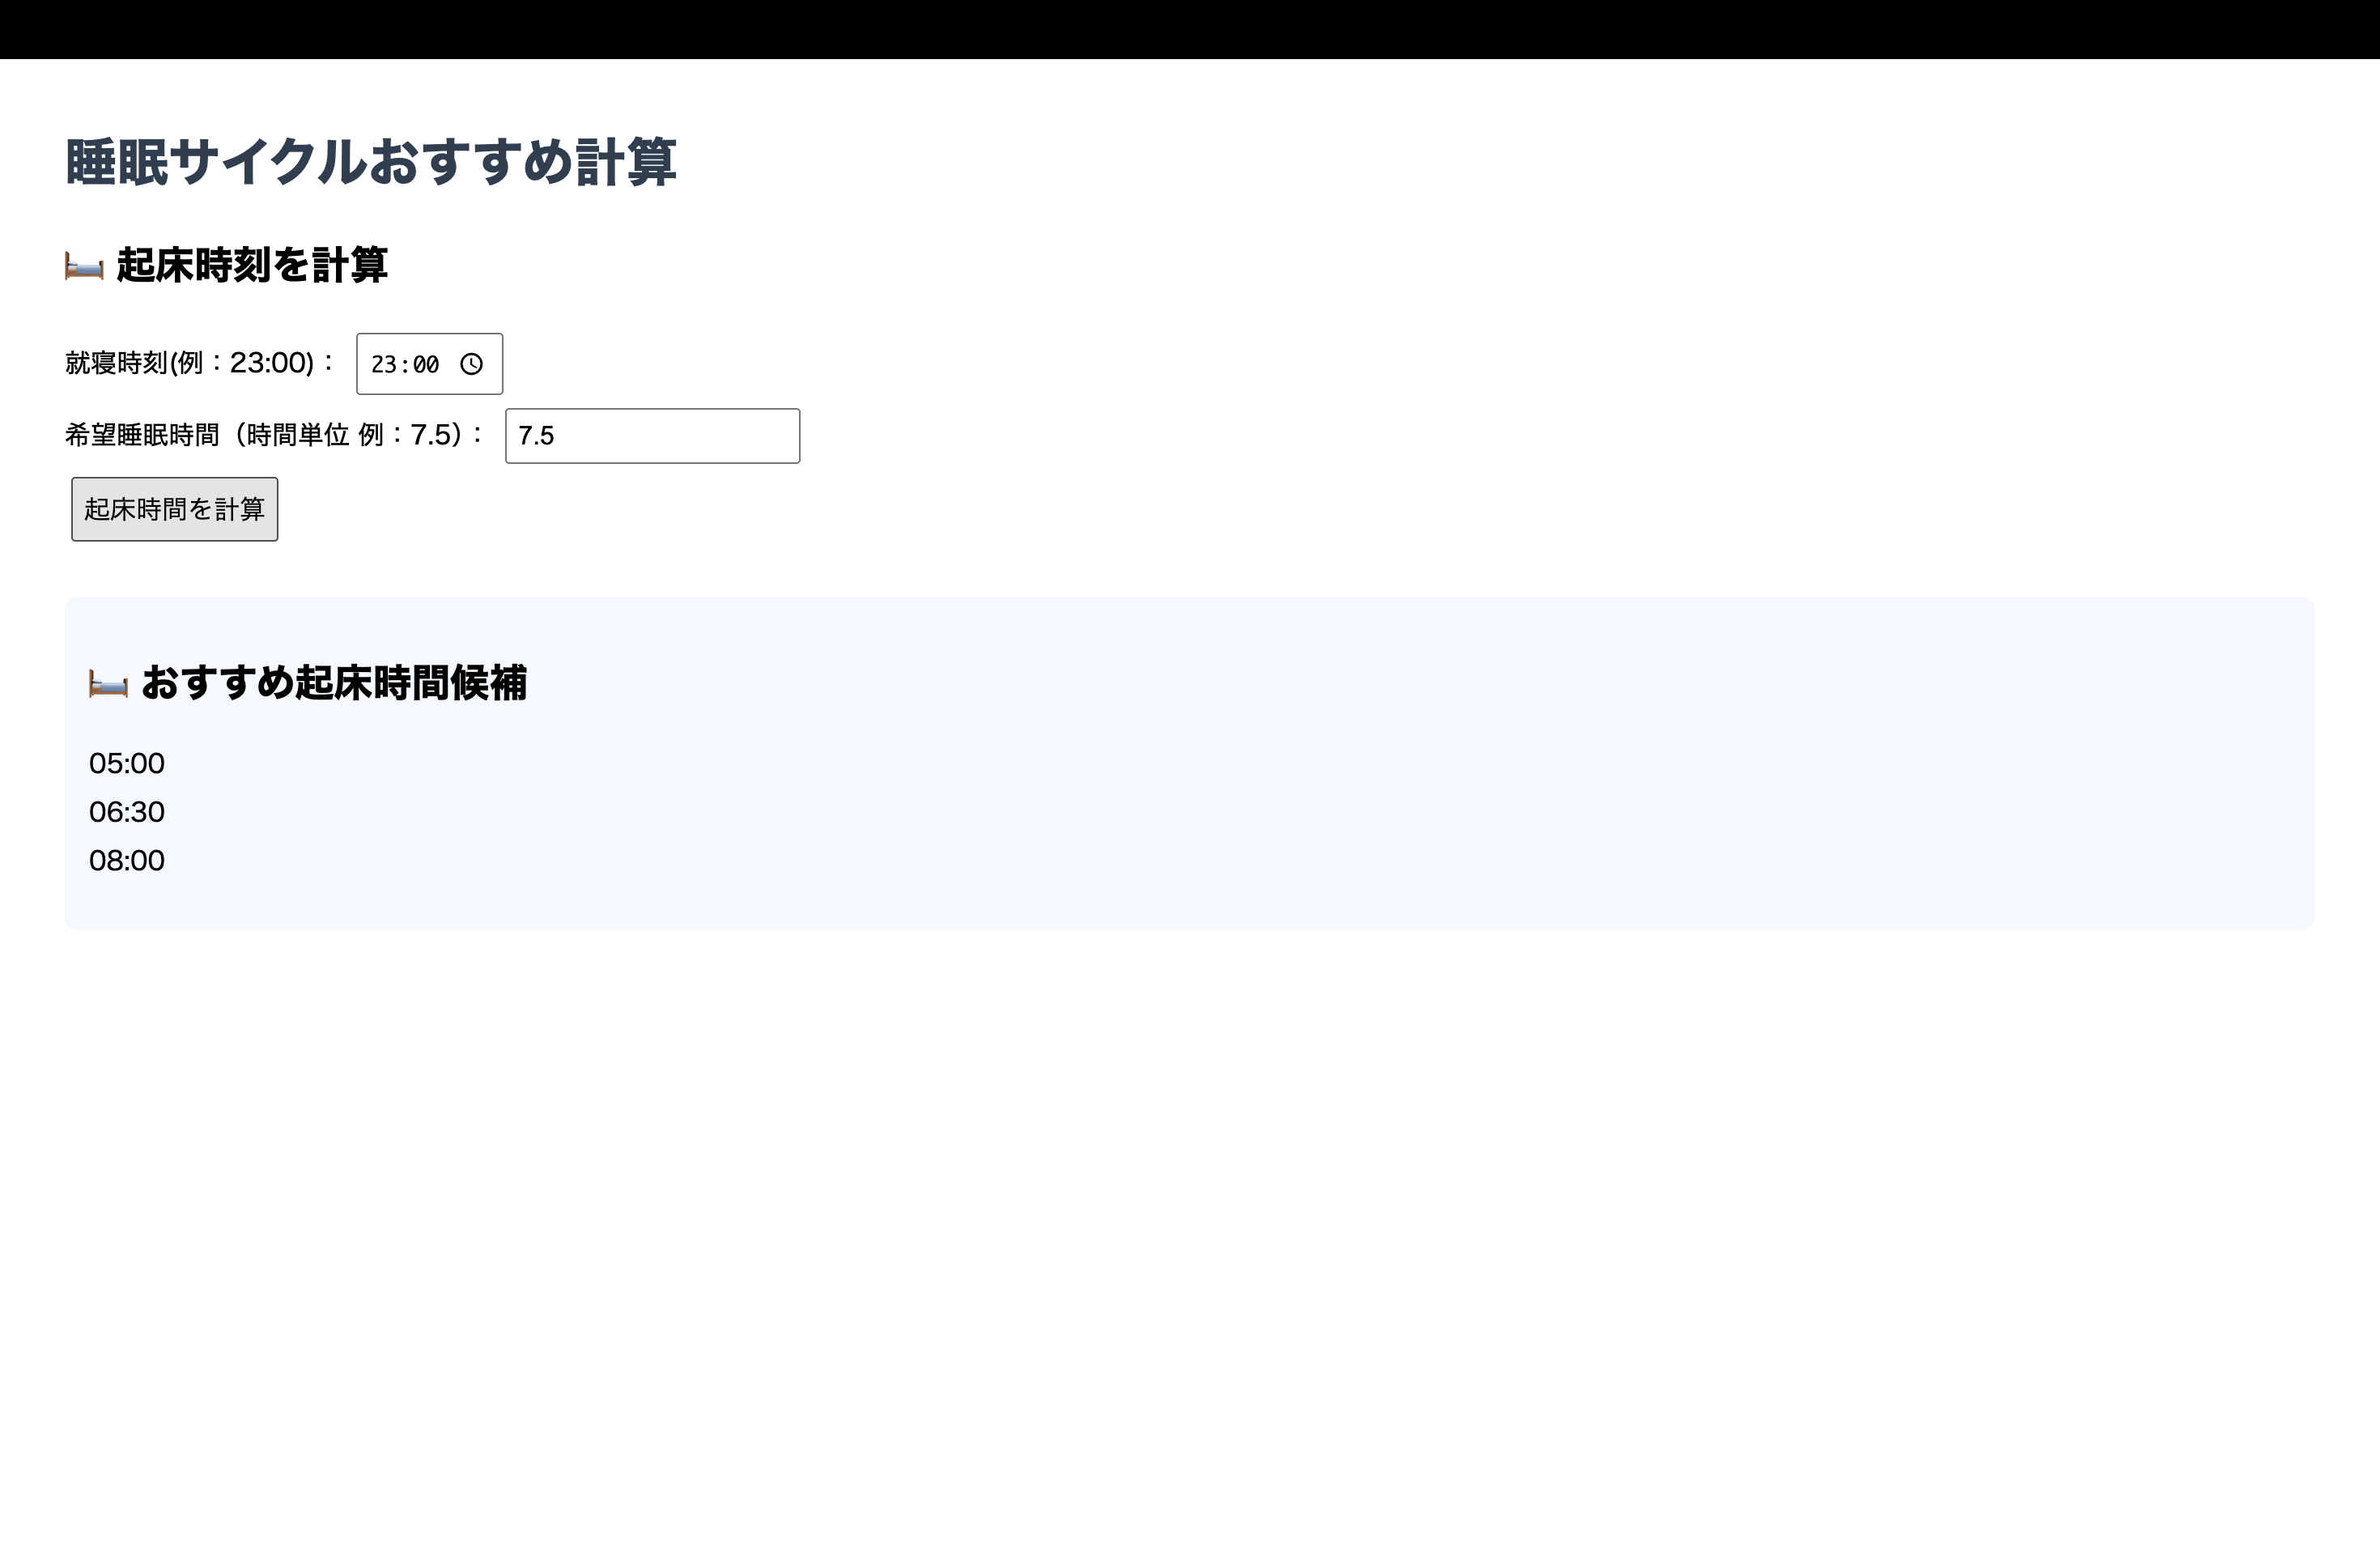 睡眠サイクルおすすめ計算
🛏️ 起床時刻を計算
就寝時刻(例：23:00)： 23:00
希望睡眠時間（時間単位 例：7.5）： 7.5
起床時間を計算
🛏️ おすすめ起床時間候補
05:00
06:30
08:00